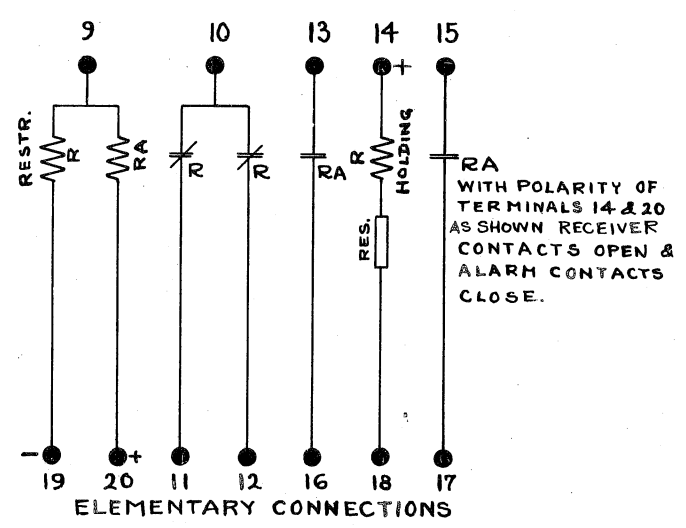 9 10 13 14 15
+
RESTR.
R
RA
R
R
RA
R
HOLDING
RES.
RA
WITH POLARITY OF
TERMINALS 14 & 20
AS SHOWN RECEIVER
CONTACTS OPEN &
ALARM CONTACTS
CLOSE.
- +
19 20 11 12 16 18 17
ELEMENTARY CONNECTIONS